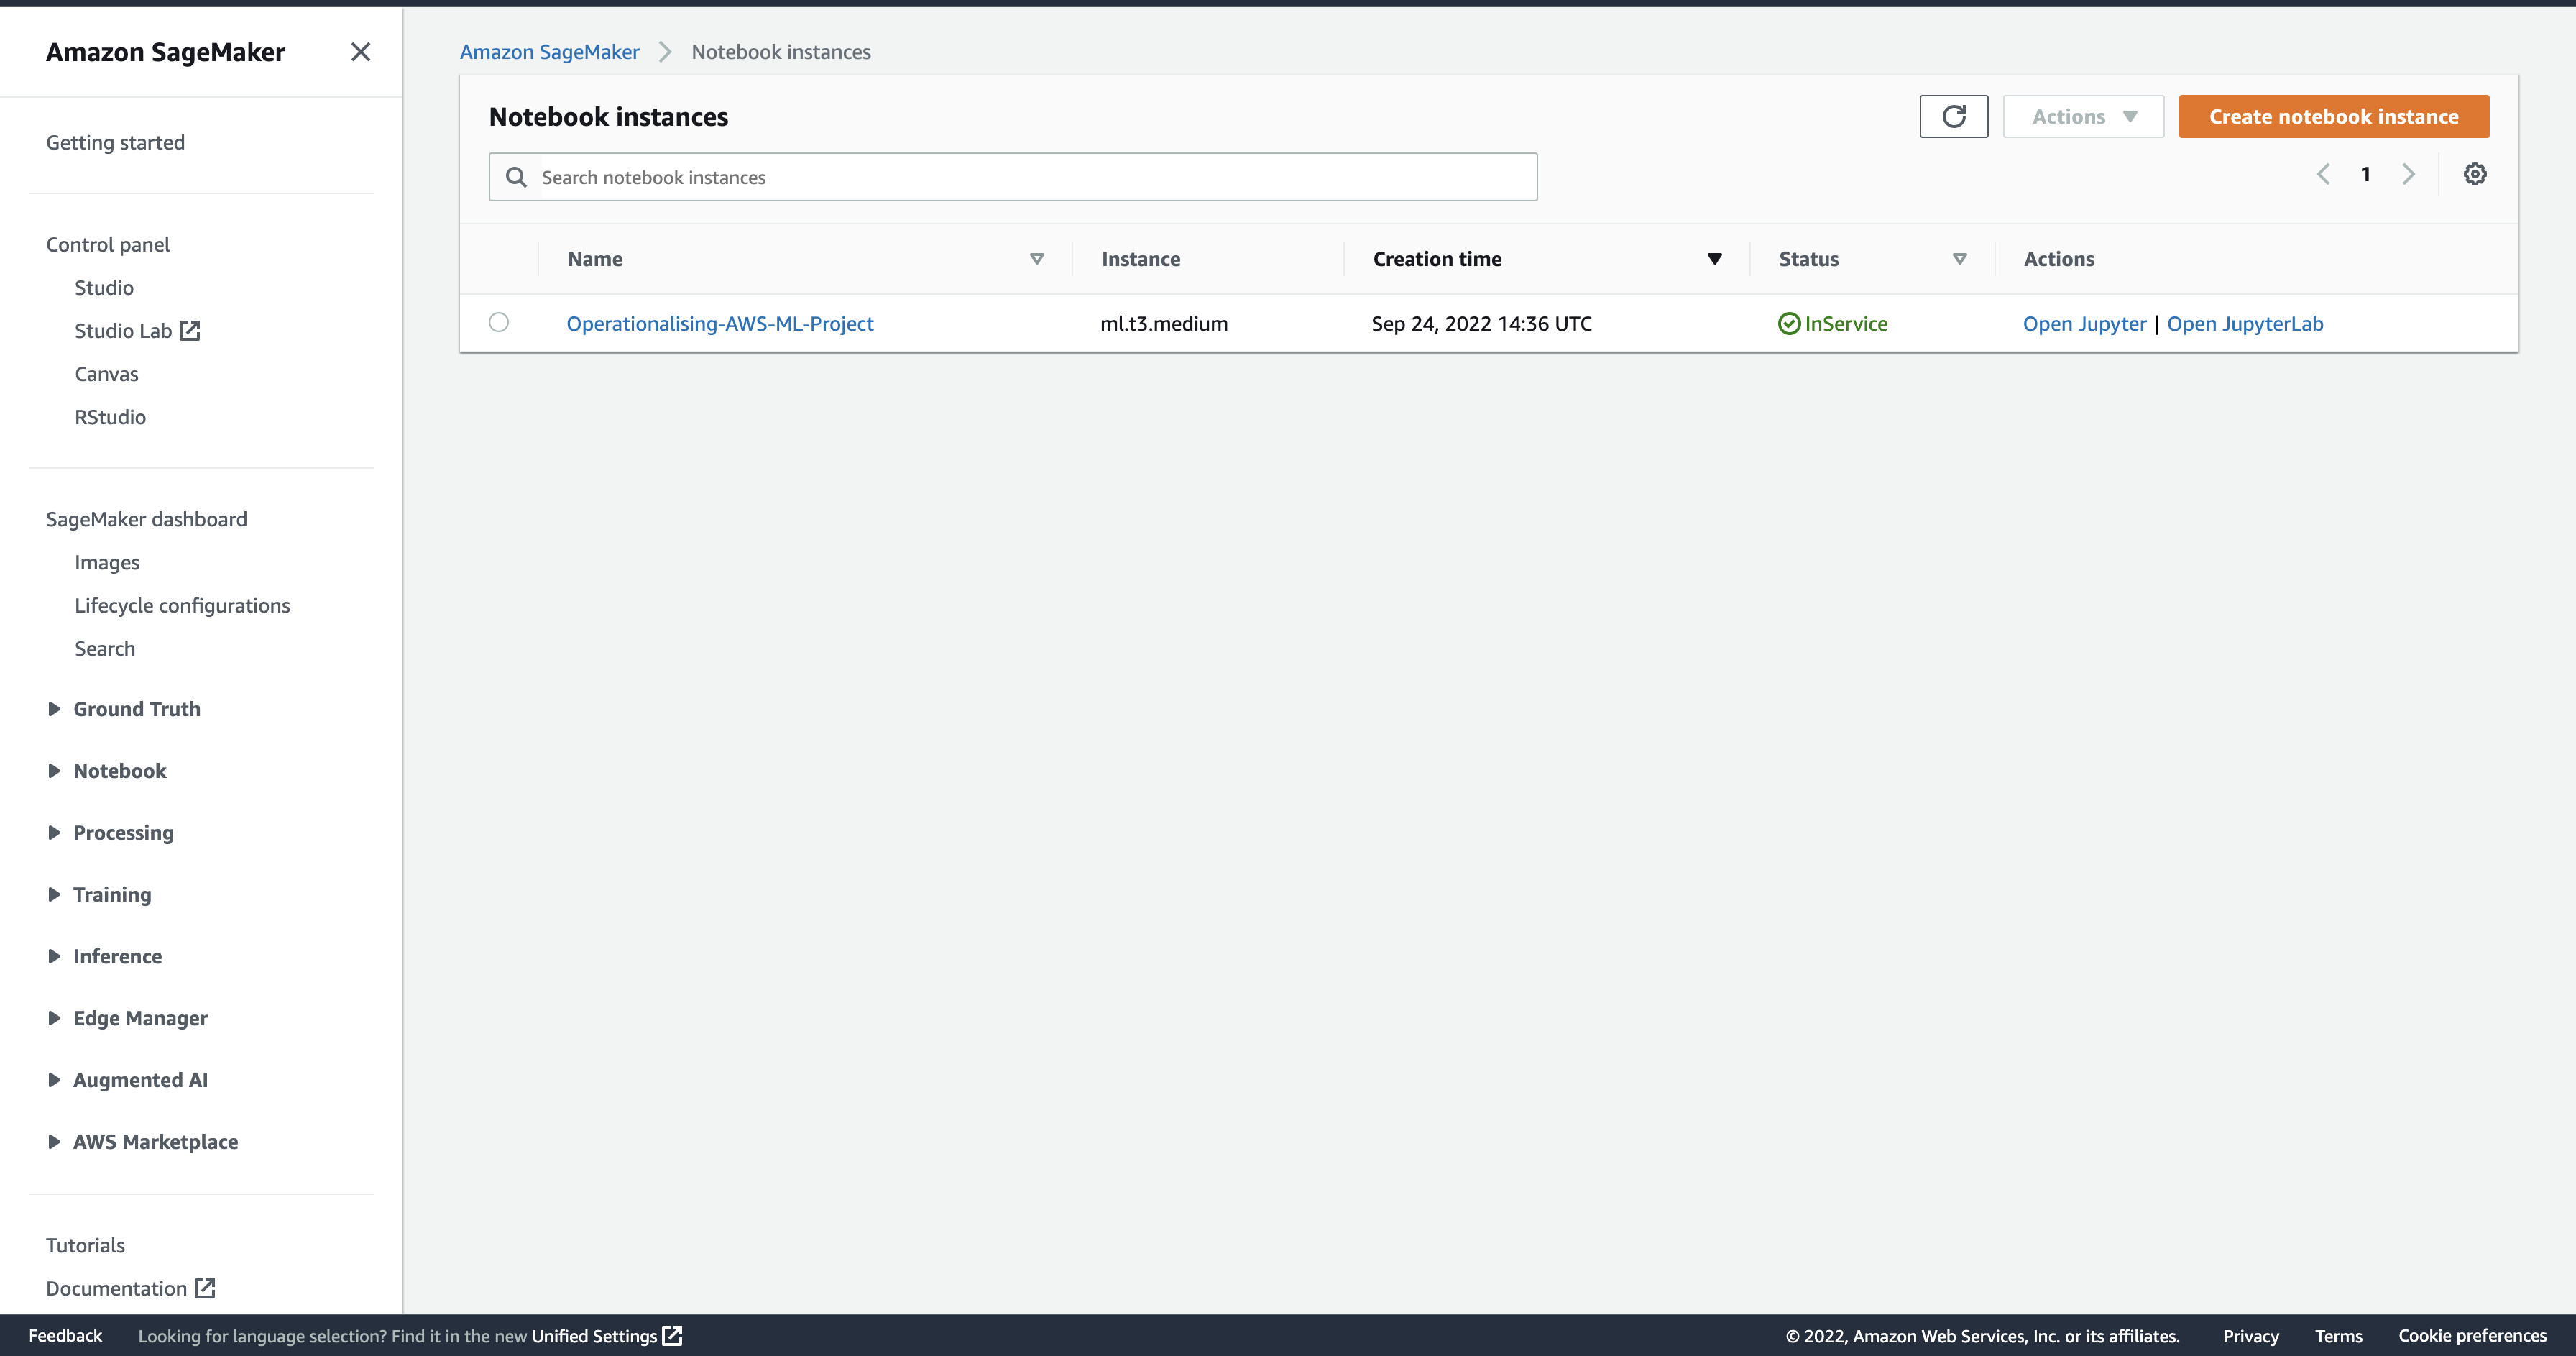 Amazon SageMaker
Getting started
Control panel
Studio
Studio Lab
Canvas
RStudio
SageMaker dashboard
Images
Lifecycle configurations
Search
Ground Truth
Notebook
Processing
Training
Inference
Edge Manager
Augmented AI
AWS Marketplace
Tutorials
Documentation
Amazon SageMaker Notebook instances
Notebook instances
Actions Create notebook instance
Search notebook instances
1
Name Instance Creation time Status Actions
Operationalising-AWS-ML-Project ml.t3.medium Sep 24, 2022 14:36 UTC InService Open Jupyter | Open JupyterLab
Feedback Looking for language selection? Find it in the new Unified Settings © 2022, Amazon Web Services, Inc. or its affiliates. Privacy Terms Cookie preferences